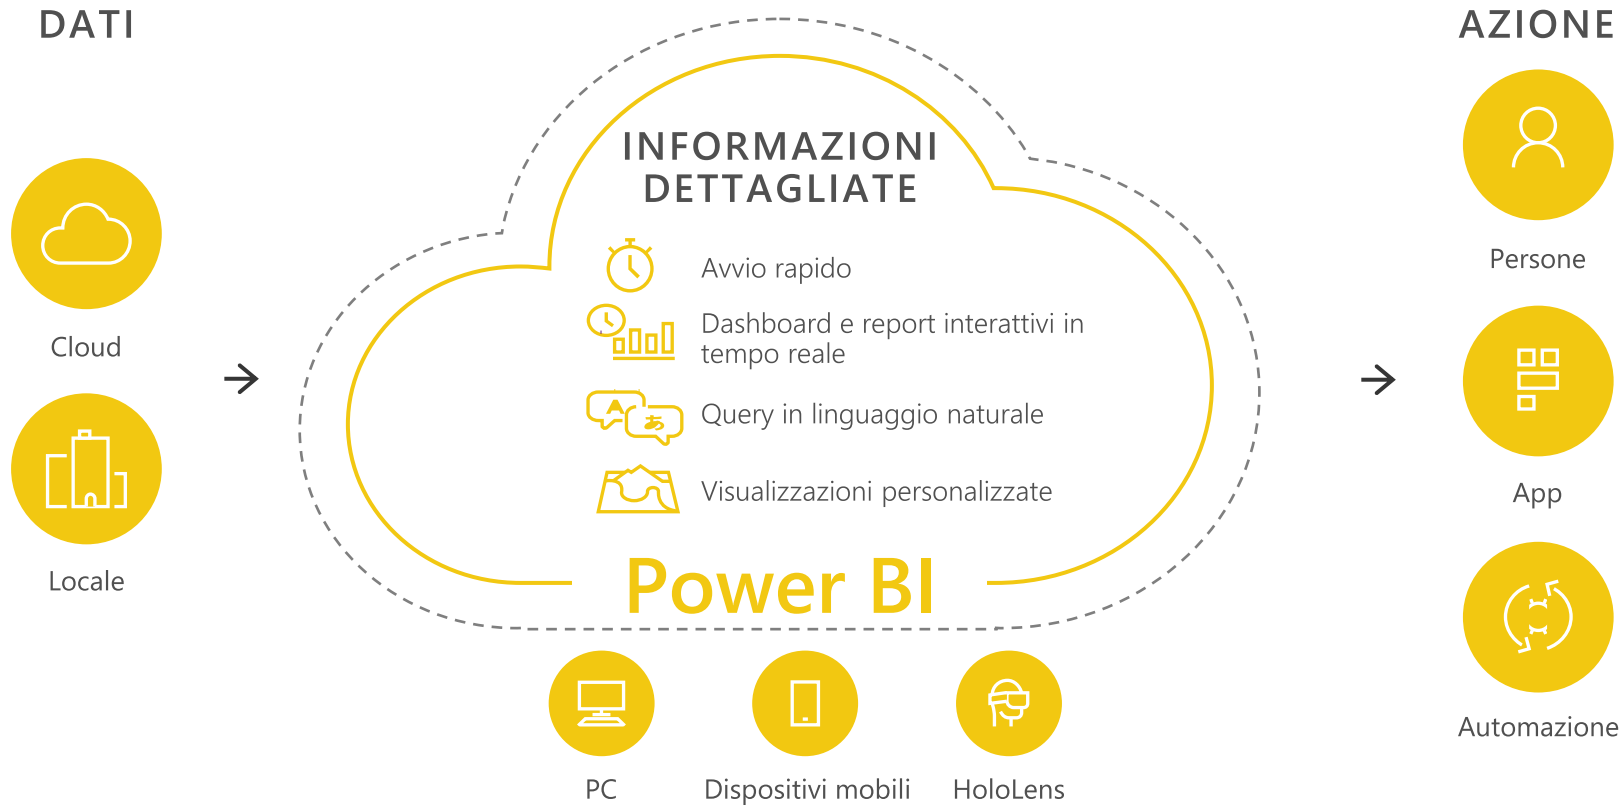 DATI
Cloud
Locale
INFORMAZIONI
DETTAGLIATE
Avvio rapido
Dashboard e report interattivi in
tempo reale
A
あ
Query in linguaggio naturale
Visualizzazioni personalizzate
Power BI
PC
Dispositivi mobili
HoloLens
AZIONE
Persone
App
Automazione